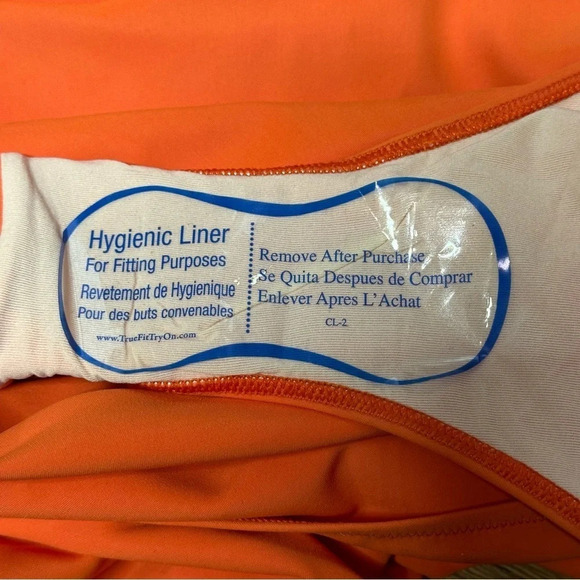 Hygienic Liner
For Fitting Purposes
Revetement de Hygienique
Pour des buts convenables
www.TrueFitTryOn.com
Remove After Purchase
Se Quita Despues de Comprar
Enlever Apres L'Achat
CL-2